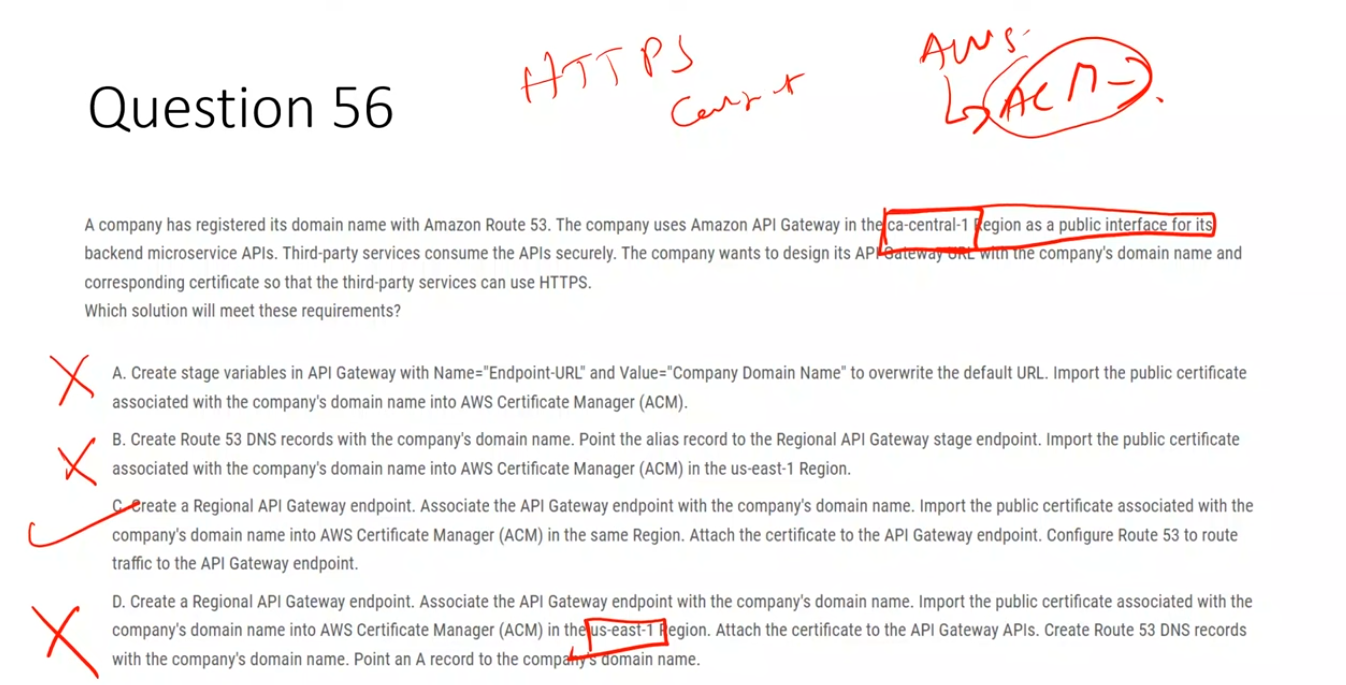 HTTPS
AWS
ACM
Question 56
A company has registered its domain name with Amazon Route 53. The company uses Amazon API Gateway in the ca-central-1 Region as a public interface for its
backend microservice APIs. Third-party services consume the APIs securely. The company wants to design its API Gateway URL with the company's domain name and
corresponding certificate so that the third-party services can use HTTPS.
Which solution will meet these requirements?
A. Create stage variables in API Gateway with Name="Endpoint-URL" and Value="Company Domain Name" to overwrite the default URL. Import the public certificate
associated with the company's domain name into AWS Certificate Manager (ACM).
B. Create Route 53 DNS records with the company's domain name. Point the alias record to the Regional API Gateway stage endpoint. Import the public certificate
associated with the company's domain name into AWS Certificate Manager (ACM) in the us-east-1 Region.
C. Create a Regional API Gateway endpoint. Associate the API Gateway endpoint with the company's domain name. Import the public certificate associated with the
company's domain name into AWS Certificate Manager (ACM) in the same Region. Attach the certificate to the API Gateway endpoint. Configure Route 53 to route
traffic to the API Gateway endpoint.
D. Create a Regional API Gateway endpoint. Associate the API Gateway endpoint with the company's domain name. Import the public certificate associated with the
company's domain name into AWS Certificate Manager (ACM) in the us-east-1 Region. Attach the certificate to the API Gateway APIs. Create Route 53 DNS records
with the company's domain name. Point an A record to the company's domain name.